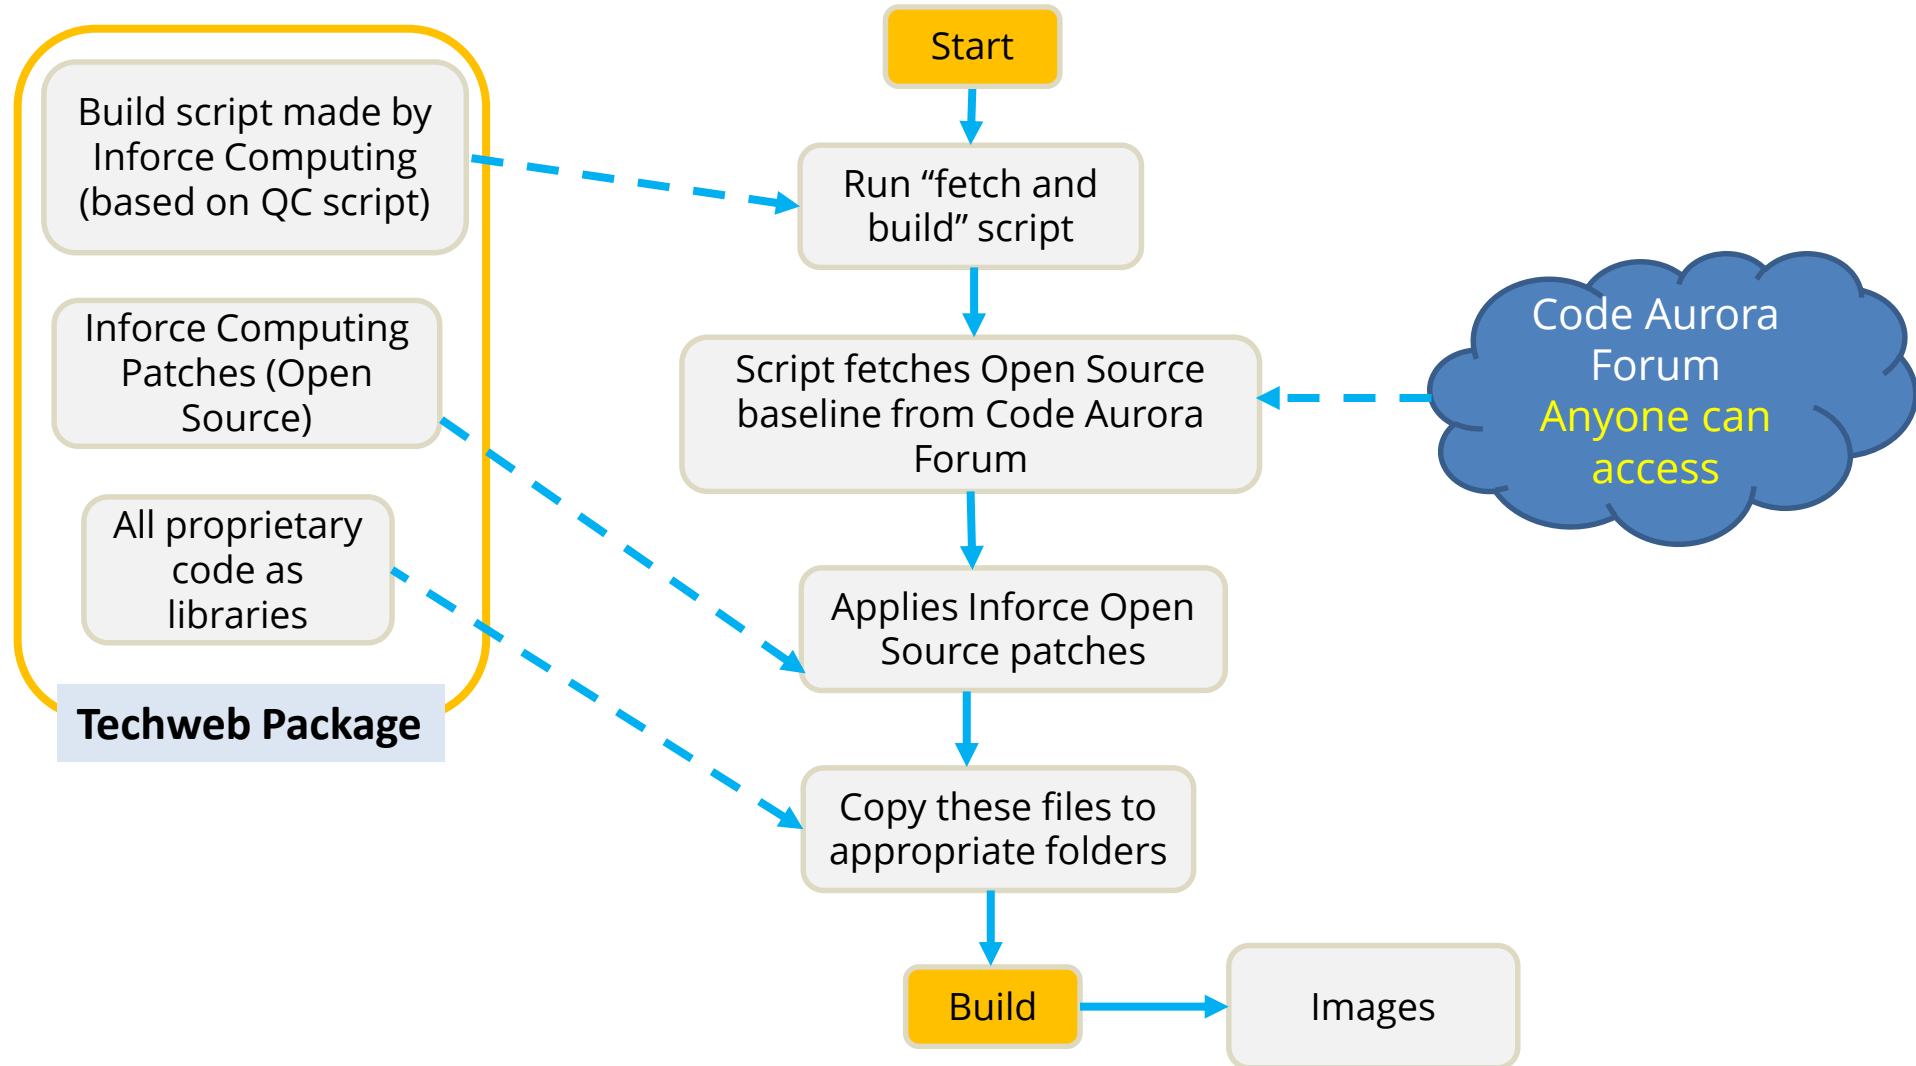 Start
Build script made by
Inforce Computing
(based on QC script)
Run “fetch and
build” script
Inforce Computing
Patches (Open
Source)
Script fetches Open Source
baseline from Code Aurora
Forum
Code Aurora
Forum
Anyone can
access
All proprietary
code as
libraries
Applies Inforce Open
Source patches
Techweb Package
Copy these files to
appropriate folders
Build
Images